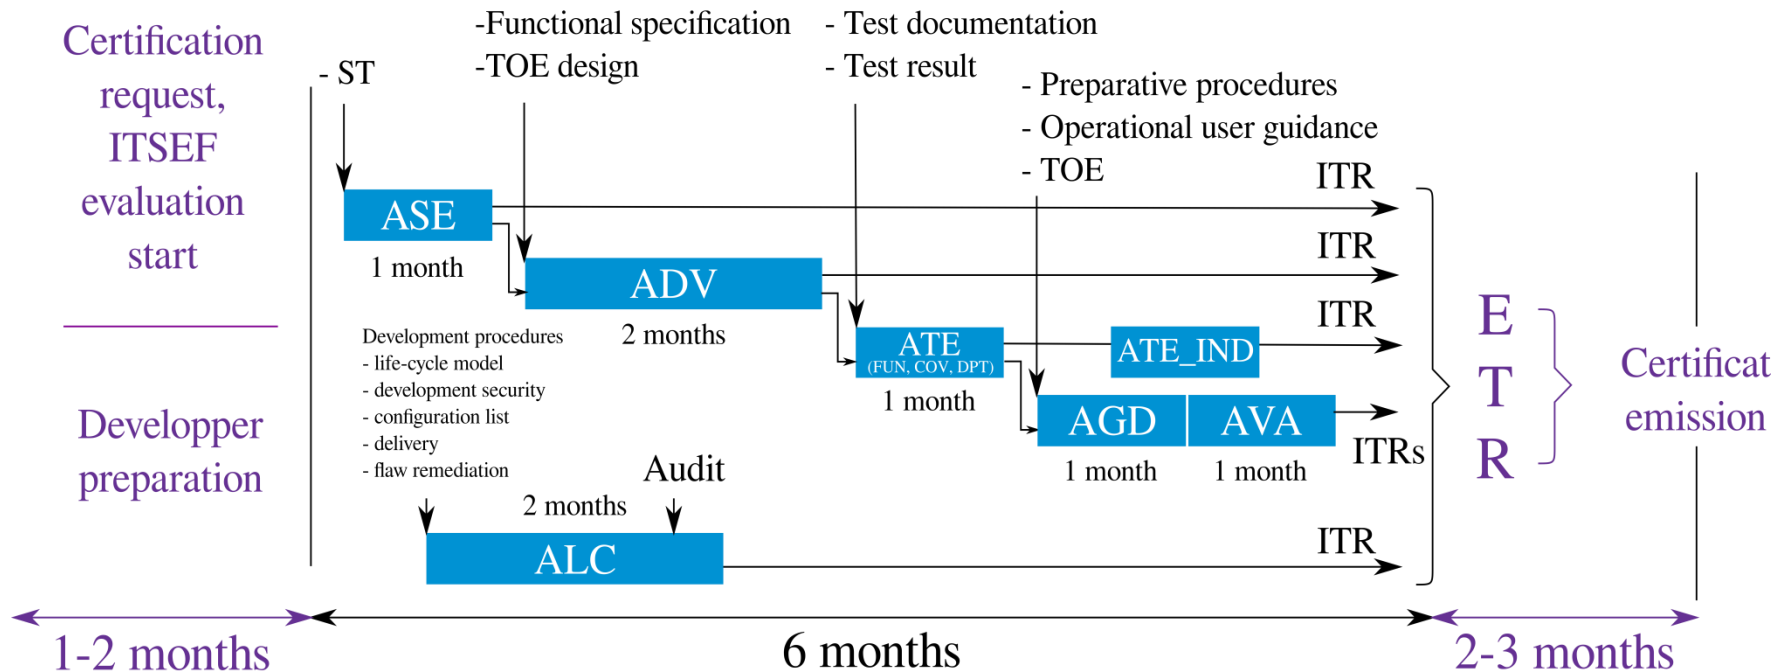 Certification
request,
ITSEF
evaluation
start
Developper
preparation
- ST
-Functional specification
-TOE design
- Test documentation
- Test result
- Preparative procedures
- Operational user guidance
- TOE
ASE
1 month
ITR
ADV
2 months
ITR
ATE
(FUN, COV, DPT)
1 month
ATE_IND
ITR
AGD
1 month
AVA
1 month
ITRs
Development procedures
- life-cycle model
- development security
- configuration list
- delivery
- flaw remediation
Audit
2 months
ALC
ITR
E
T
R
Certificat
emission
1-2 months
6 months
2-3 months